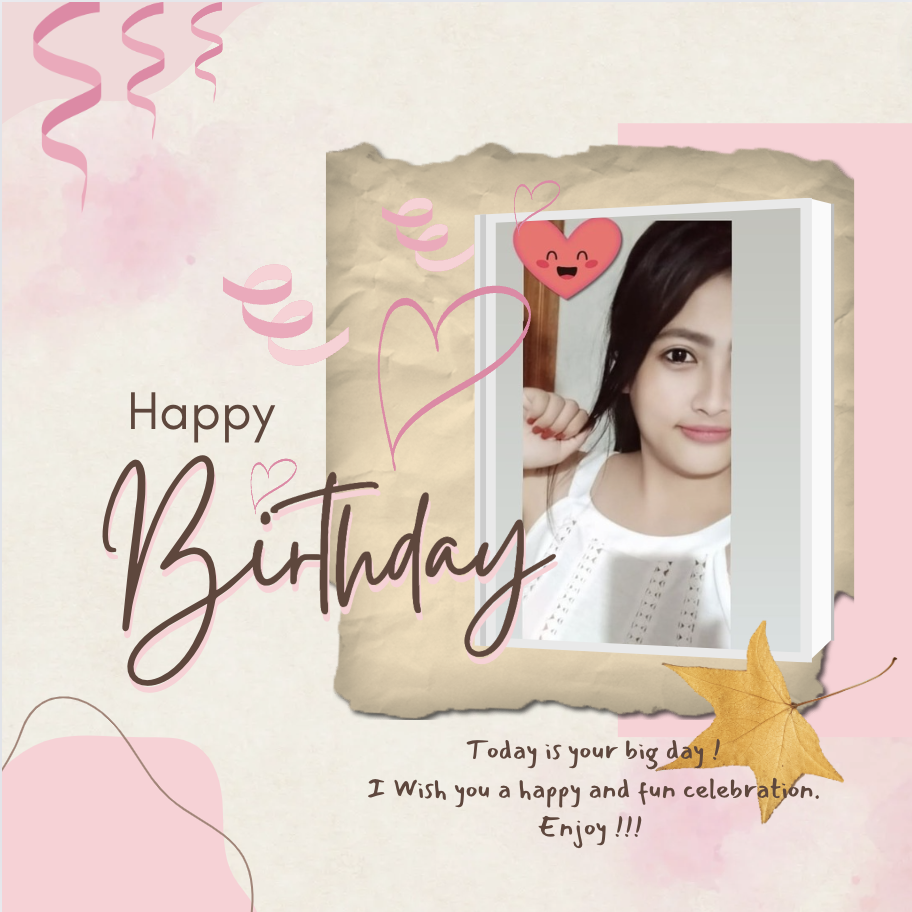 Happy
Birthday
Today is your big day !
I Wish you a happy and fun celebration.
Enjoy !!!